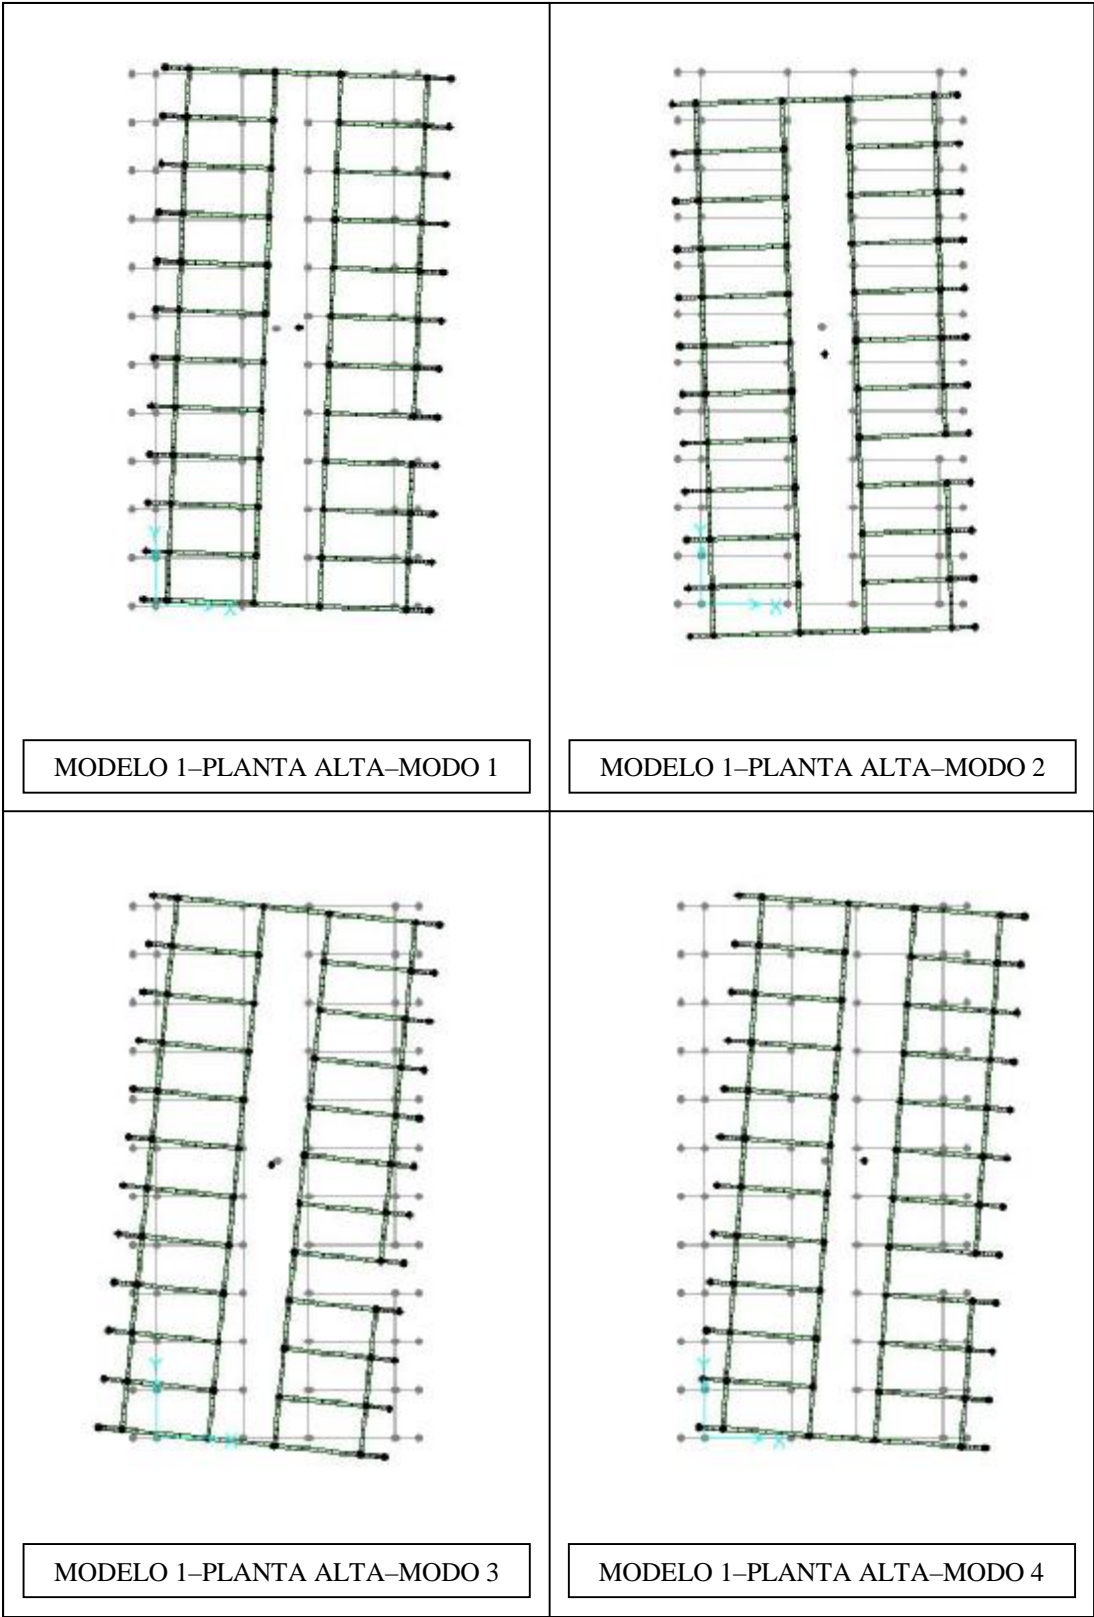 Y
X
Y
X
MODELO 1–PLANTA ALTA–MODO 1
MODELO 1–PLANTA ALTA–MODO 2
Y
X
Y
X
MODELO 1–PLANTA ALTA–MODO 3
MODELO 1–PLANTA ALTA–MODO 4